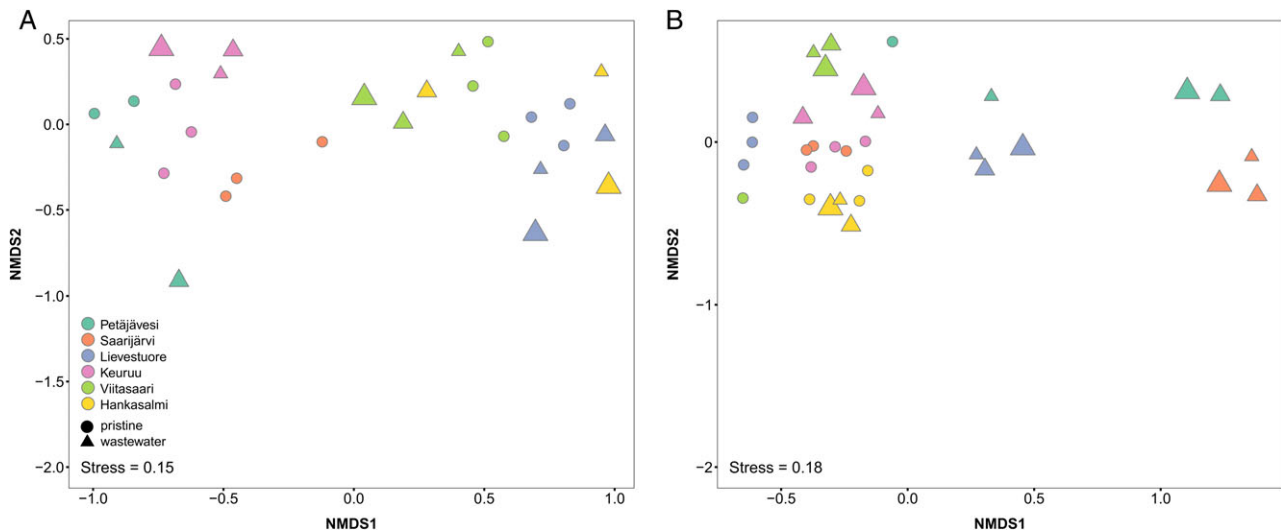 A
0.5
0.0
−0.5
−1.0
−1.5
−2.0
NMDS2
Petäjävesi
Saarijärvi
Lievestuore
Keuruu
Viitasaari
Hankasalmi
pristine
wastewater
Stress = 0.15
−1.0 −0.5 0.0 0.5 1.0
NMDS1
B
0
−1
−2
NMDS2
Stress = 0.18
−0.5 0.0 0.5 1.0
NMDS1